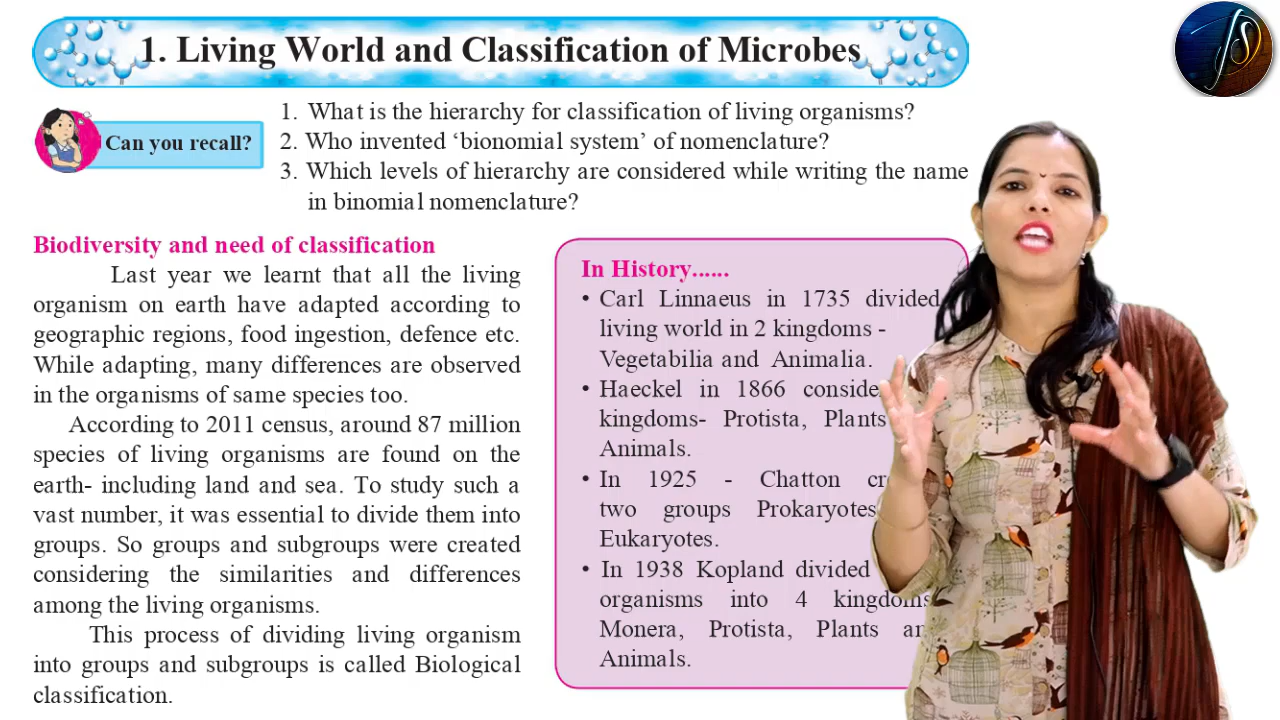 1. Living World and Classification of Microbes
Can you recall?
1. What is the hierarchy for classification of living organisms?
2. Who invented ‘bionomial system’ of nomenclature?
3. Which levels of hierarchy are considered while writing the name
in binomial nomenclature?
Biodiversity and need of classification
Last year we learnt that all the living
organism on earth have adapted according to
geographic regions, food ingestion, defence etc.
While adapting, many differences are observed
in the organisms of same species too.
According to 2011 census, around 87 million
species of living organisms are found on the
earth- including land and sea. To study such a
vast number, it was essential to divide them into
groups. So groups and subgroups were created
considering the similarities and differences
among the living organisms.
This process of dividing living organism
into groups and subgroups is called Biological
classification.
In History......
• Carl Linnaeus in 1735 divided
living world in 2 kingdoms -
Vegetabilia and Animalia.
• Haeckel in 1866
kingdoms- Protista, Plants
Animals.
• In 1925 - Chatton
two groups Prokaryotes
Eukaryotes.
• In 1938 Kopland divided
organisms into 4 kingdoms
Monera, Protista, Plants
Animals.